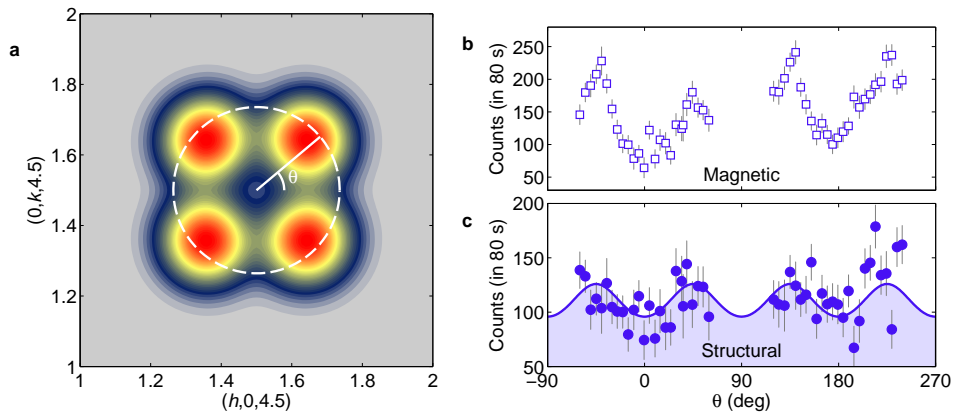 a
2
1.8
1.6
1.4
1.2
1
(0,k,4.5)
θ
1
1.2
1.4
1.6
1.8
2
(h,0,4.5)
b
250
200
150
100
50
Counts (in 80 s)
Magnetic
c
200
150
100
50
Counts (in 80 s)
Structural
−90
0
90
180
270
θ (deg)